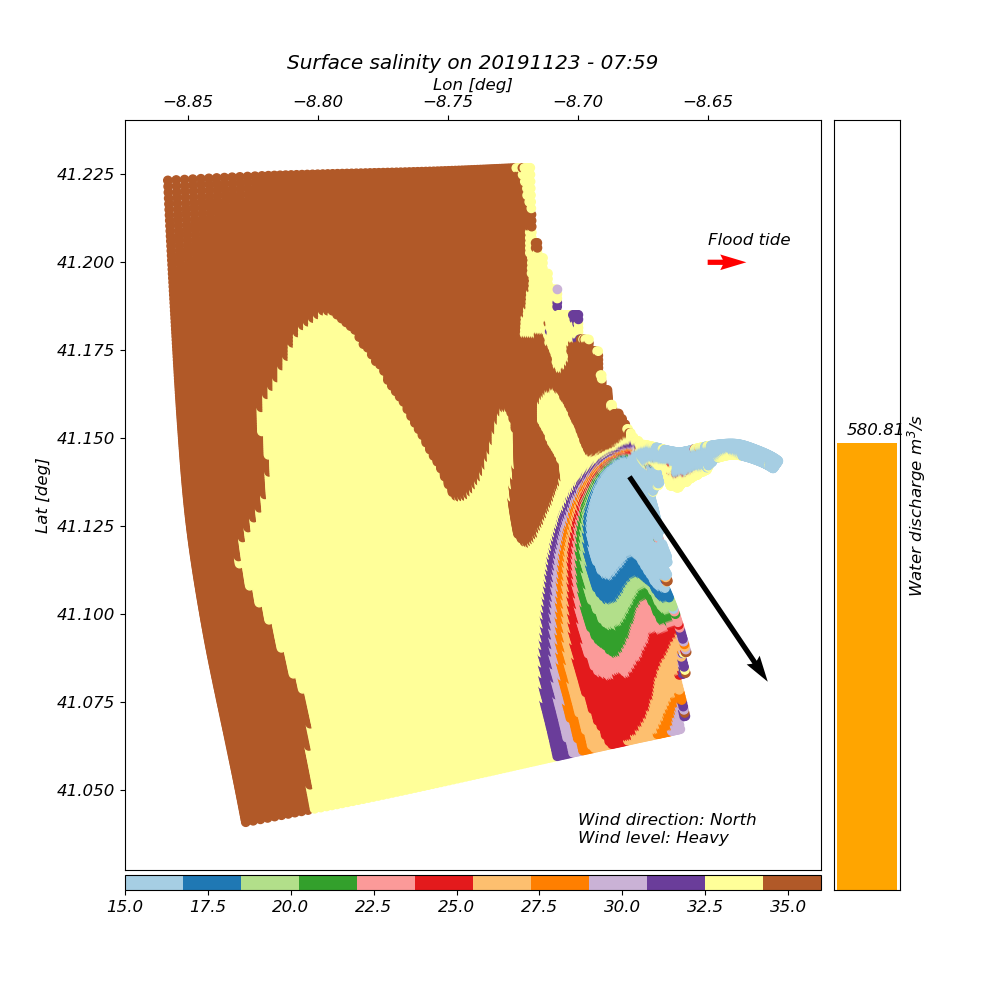 Surface salinity on 20191123 - 07:59
Lon [deg]
−8.85 −8.80 −8.75 −8.70 −8.65
41.225
41.200
41.175
41.150
41.125
41.100
41.075
41.050
Lat [deg]
Flood tide
580.81
Water discharge m³/s
Wind direction: North
Wind level: Heavy
15.0 17.5 20.0 22.5 25.0 27.5 30.0 32.5 35.0